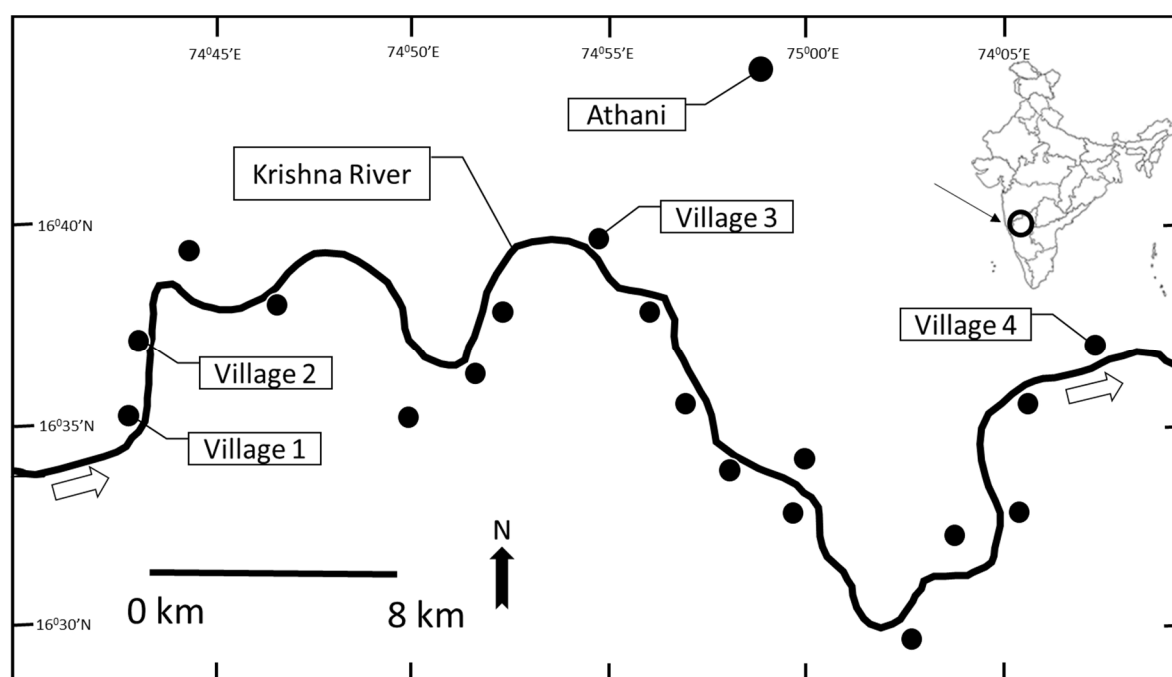 74⁰45’E
74⁰50’E
74⁰55’E
75⁰00’E
74⁰05’E
Athani
Krishna River
16⁰40’N
Village 3
Village 4
Village 2
16⁰35’N
Village 1
N
0 km
8 km
16⁰30’N